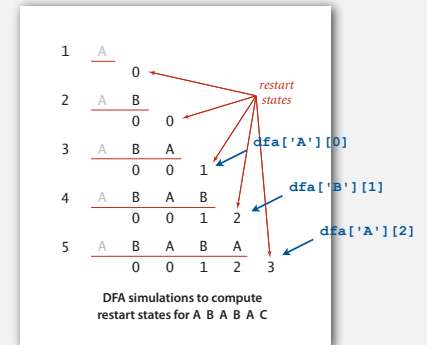 1 A
0
restart
states
2 A B
0 0
dfa['A'][0]
3 A B A
0 0 1
dfa['B'][1]
4 A B A B
0 0 1 2
dfa['A'][2]
5 A B A B A
0 0 1 2 3
DFA simulations to compute
restart states for A B A B A C